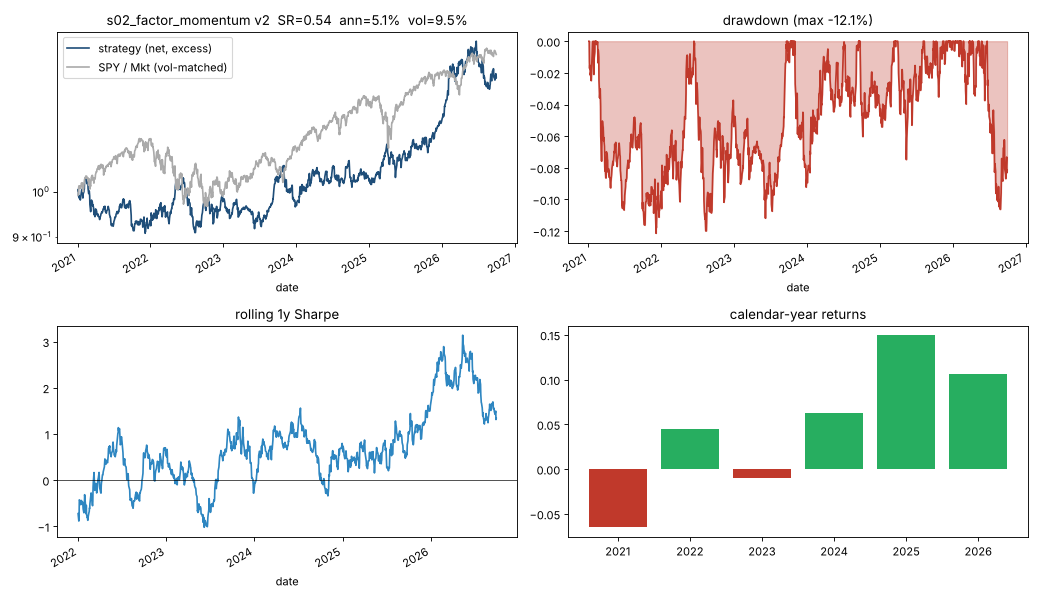 s02_factor_momentum v2  SR=0.54  ann=5.1%  vol=9.5%
strategy (net, excess)
SPY / Mkt (vol-matched)
10⁰
9 × 10⁻¹
2021 2022 2023 2024 2025 2026 2027
date
drawdown (max -12.1%)
0.00
−0.02
−0.04
−0.06
−0.08
−0.10
−0.12
2021 2022 2023 2024 2025 2026 2027
date
rolling 1y Sharpe
3
2
1
0
−1
2022 2023 2024 2025 2026
date
calendar-year returns
0.15
0.10
0.05
0.00
−0.05
2021 2022 2023 2024 2025 2026